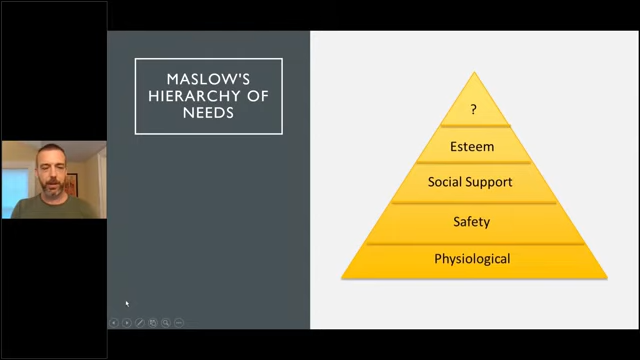 MASLOW'S
HIERARCHY OF
NEEDS
?
Esteem
Social Support
Safety
Physiological